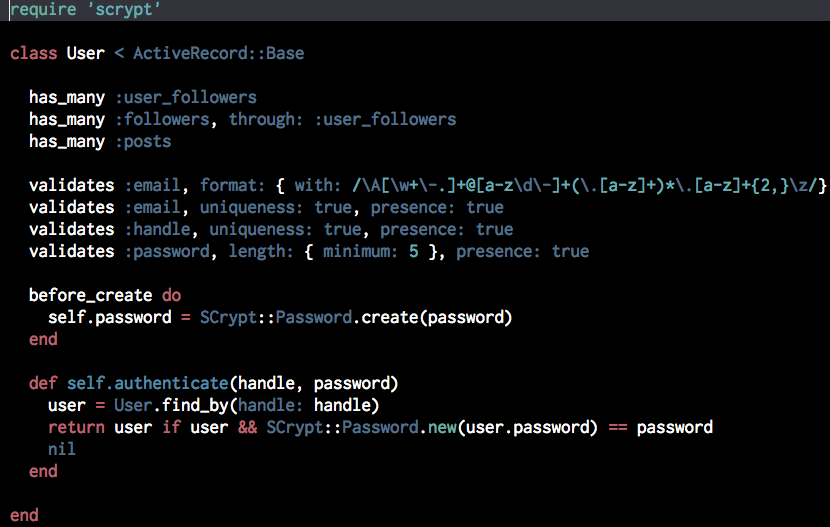 require 'scrypt'
class User < ActiveRecord::Base
has_many :user_followers
has_many :followers, through: :user_followers
has_many :posts
validates :email, format: { with: /\A[\w+\-.]+@[a-z\d\-]+(\.[a-z]+)*\.[a-z]+{2,}\z/}
validates :email, uniqueness: true, presence: true
validates :handle, uniqueness: true, presence: true
validates :password, length: { minimum: 5 }, presence: true
before_create do
self.password = SCrypt::Password.create(password)
end
def self.authenticate(handle, password)
user = User.find_by(handle: handle)
return user if user && SCrypt::Password.new(user.password) == password
nil
end
end